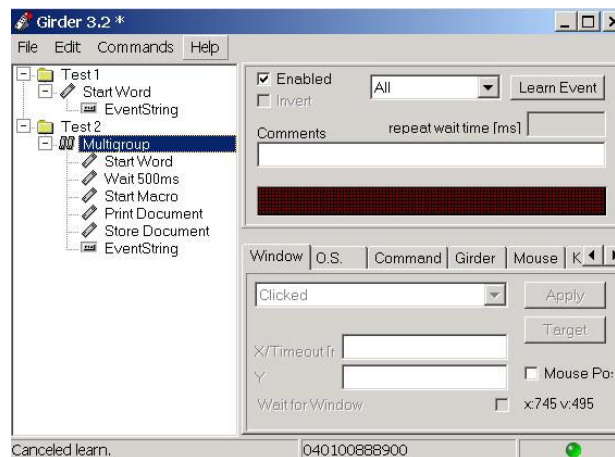 Girder 3.2 *
File Edit Commands Help
Test 1
Start Word
EventString
Test 2
Multigroup
Start Word
Wait 500ms
Start Macro
Print Document
Store Document
EventString
Enabled
All
Learn Event
Invert
Comments
repeat wait time [ms]
Window O.S. Command Girder Mouse K
Clicked
Apply
Target
X/Timeout [r
Y
Mouse Po
Wait for Window
x:745 v:495
Canceled learn.
040100888900